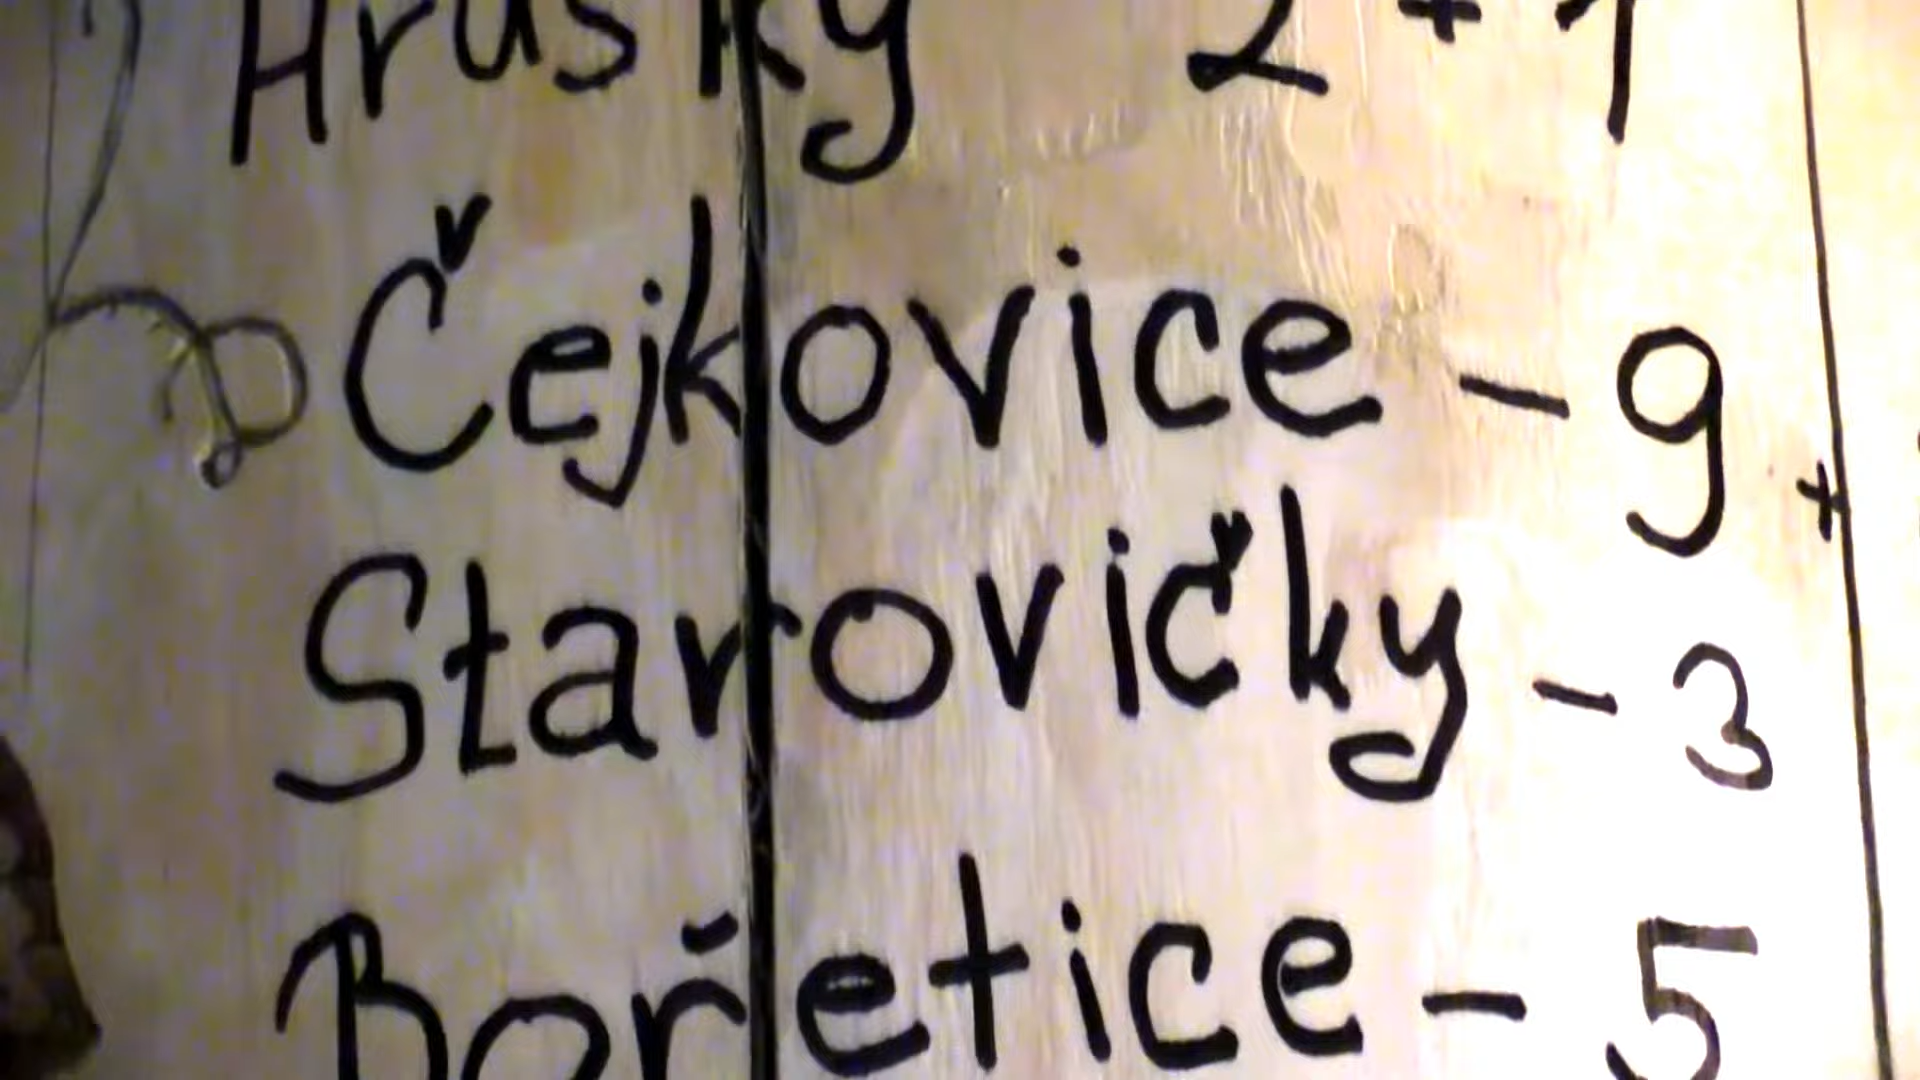 Hrušky 2 + 1
Čejkovice - 9
+
Starovičky - 3
Bořetice - 5